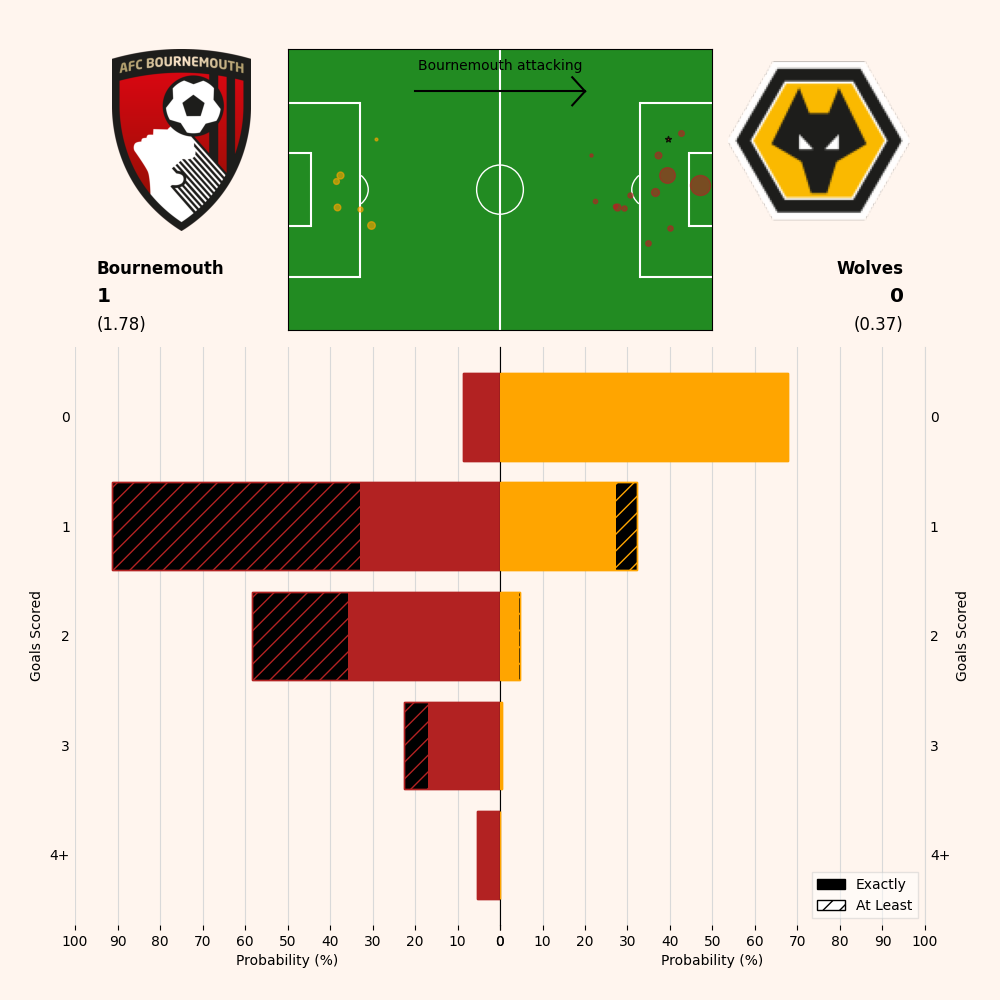 AFC BOURNEMOUTH
Bournemouth attacking
Bournemouth
1
(1.78)
Wolves
0
(0.37)
0
1
2
3
4+
Goals Scored
0
1
2
3
4+
Goals Scored
Exactly
At Least
100 90 80 70 60 50 40 30 20 10 0
0 10 20 30 40 50 60 70 80 90 100
Probability (%)
Probability (%)